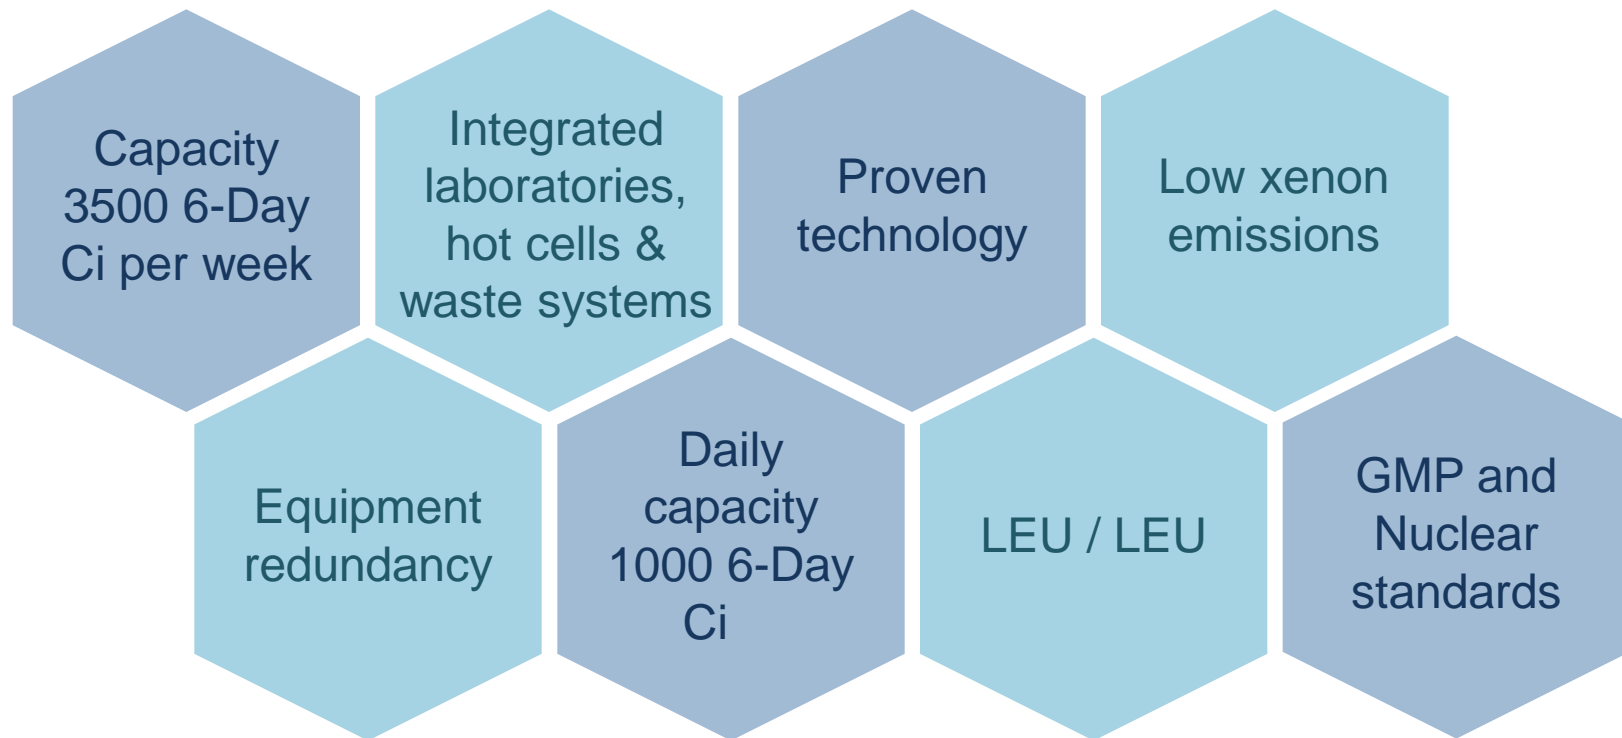 Capacity
3500 6-Day
Ci per week
Integrated
laboratories,
hot cells &
waste systems
Proven
technology
Low xenon
emissions
Equipment
redundancy
Daily
capacity
1000 6-Day
Ci
LEU / LEU
GMP and
Nuclear
standards